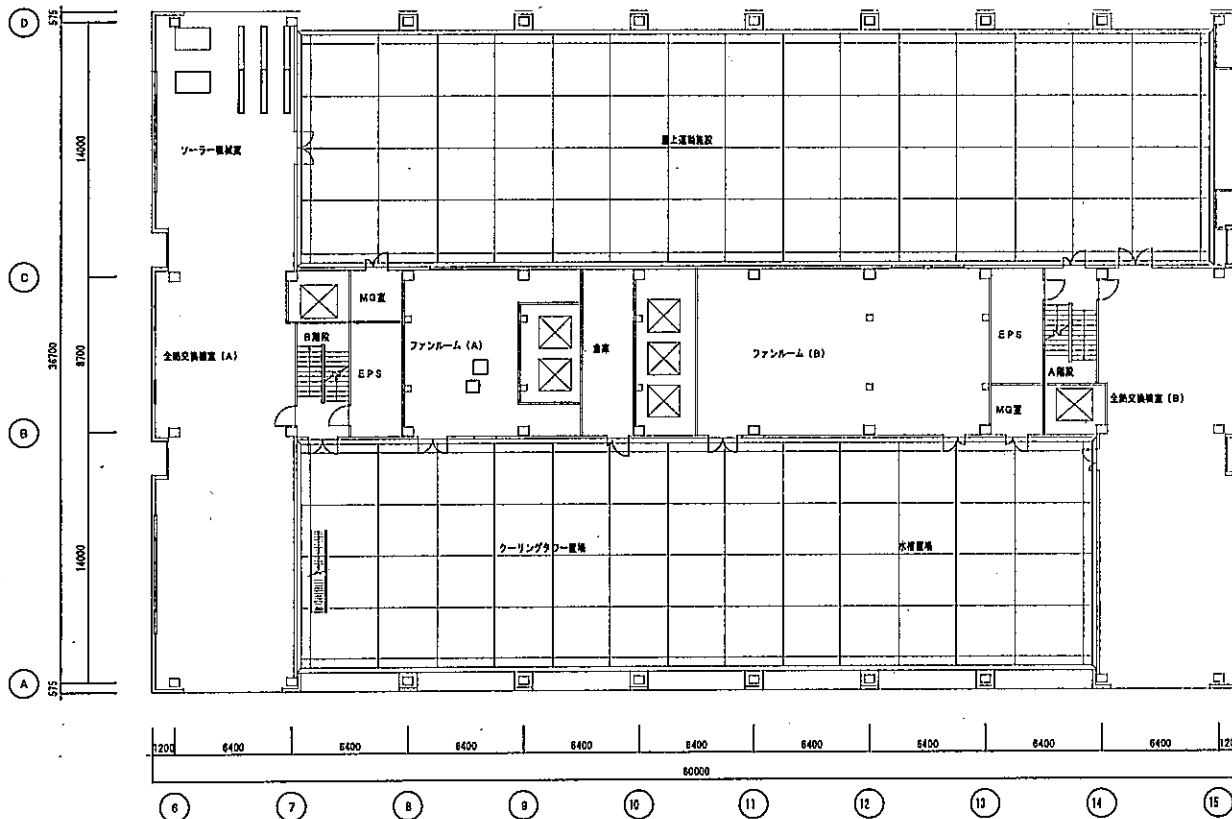 D
575
14000
ソーラー機械室
屋上運動施設
C
MG室
36700
8700
全熱交換機室 (A)
B階段
EPS
ファンルーム (A)
倉庫
ファンルーム (B)
EPS
A階段
MG室
全熱交換機室 (B)
B
14000
クーリングタワー置場
水槽置場
A
575
1200 6400 6400 6400 6400 6400 6400 6400 6400 6400
60000
6 7 8 9 10 11 12 13 14 15